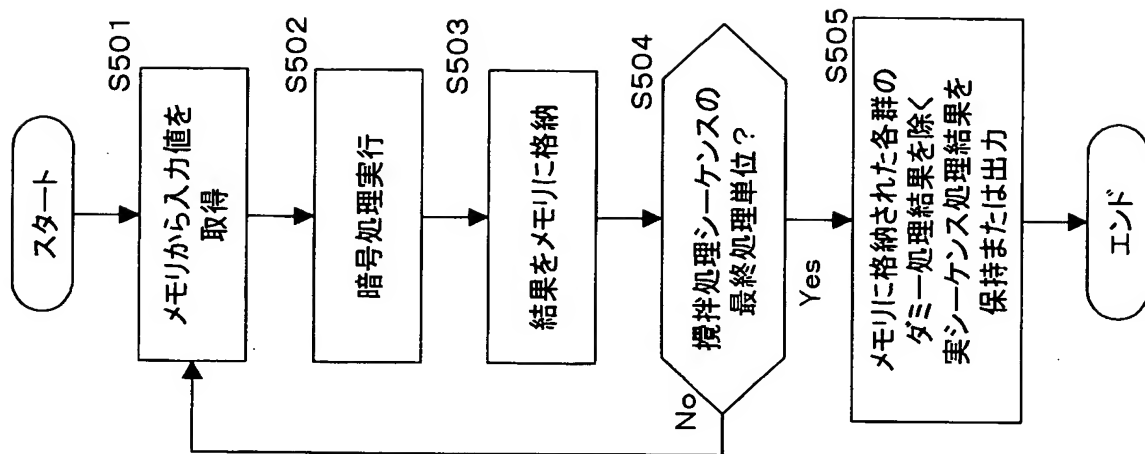 スタート
S501
メモリから入力値を
取得
S502
暗号処理実行
S503
結果をメモリに格納
S504
攪拌処理シーケンスの
最終処理単位?
No
Yes
S505
メモリに格納された各群の
ダミー処理結果を除く
実シーケンス処理結果を
保持または出力
エンド